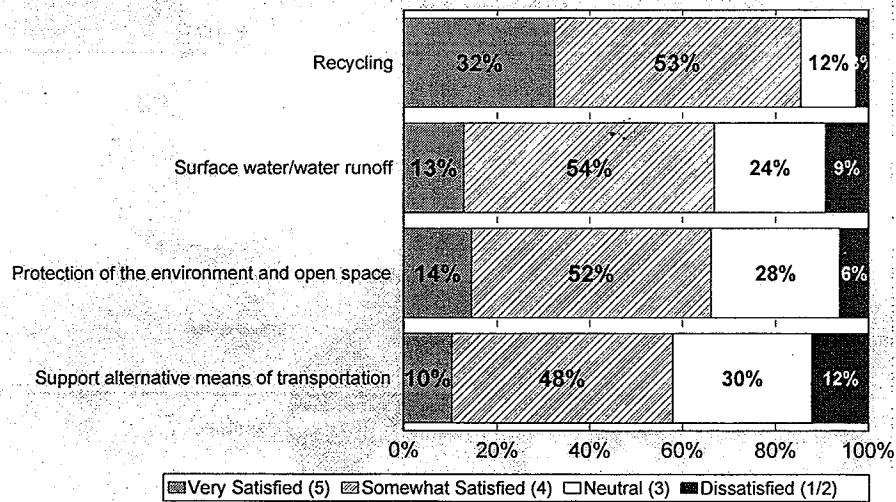 Recycling 32% 53% 12% 3%
Surface water/water runoff 13% 54% 24% 9%
Protection of the environment and open space 14% 52% 28% 6%
Support alternative means of transportation 10% 48% 30% 12%
0% 20% 40% 60% 80% 100%
Very Satisfied (5) Somewhat Satisfied (4) Neutral (3) Dissatisfied (1/2)